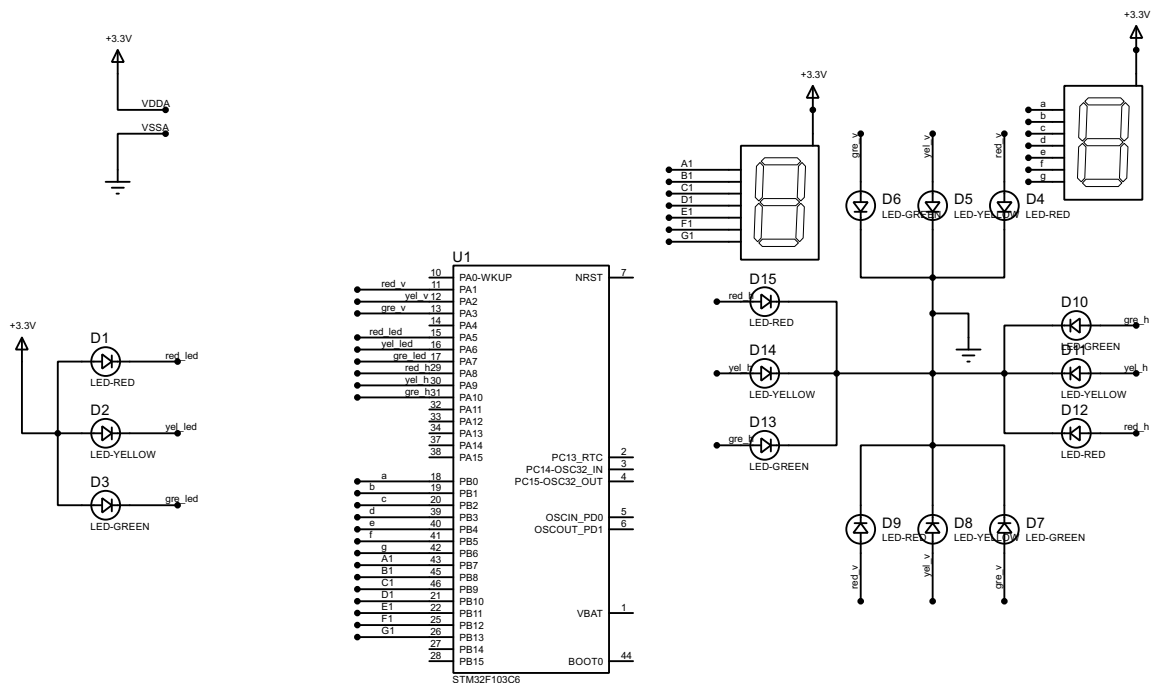 +3.3V
VDDA
VSSA
+3.3V
D1
LED-RED
red_led
D2
LED-YELLOW
yel_led
D3
LED-GREEN
gre_led
U1
red_v
yel_v
gre_v
red_led
yel_led
gre_led
red_h
yel_h
gre_h
a
b
c
d
e
f
g
A1
B1
C1
D1
E1
F1
G1
10 PA0-WKUP
11 PA1
12 PA2
13 PA3
14 PA4
15 PA5
16 PA6
17 PA7
29 PA8
30 PA9
31 PA10
32 PA11
33 PA12
34 PA13
37 PA14
38 PA15
18 PB0
19 PB1
20 PB2
39 PB3
40 PB4
41 PB5
42 PB6
43 PB7
45 PB8
46 PB9
21 PB10
22 PB11
25 PB12
26 PB13
27 PB14
28 PB15
NRST 7
PC13_RTC 2
PC14-OSC32_IN 3
PC15-OSC32_OUT 4
OSCIN_PD0 5
OSCOUT_PD1 6
VBAT 1
BOOT0 44
STM32F103C6
+3.3V
A1
B1
C1
D1
E1
F1
G1
+3.3V
a
b
c
d
e
f
g
gre_v
yel_v
red_v
D6
LED-GREEN
D5
LED-YELLOW
D4
LED-RED
D15
red_h
LED-RED
D14
yel_h
LED-YELLOW
D13
gre_h
LED-GREEN
D10
gre_h
LED-GREEN
D11
yel_h
LED-YELLOW
D12
red_h
LED-RED
D9
LED-RED
D8
LED-YELLOW
D7
LED-GREEN
red_v
yel_v
gre_v